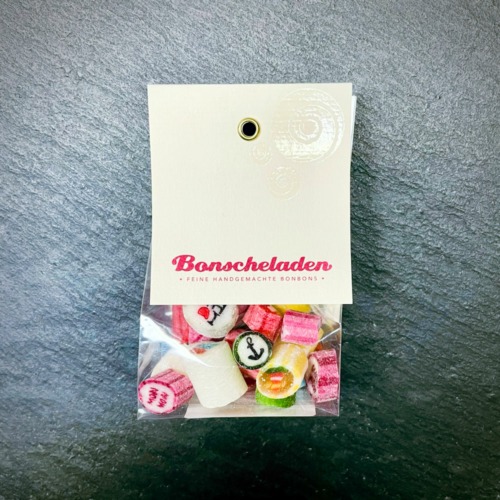 Bonscheladen
• FEINE HANDGEMACHTE BONBONS •